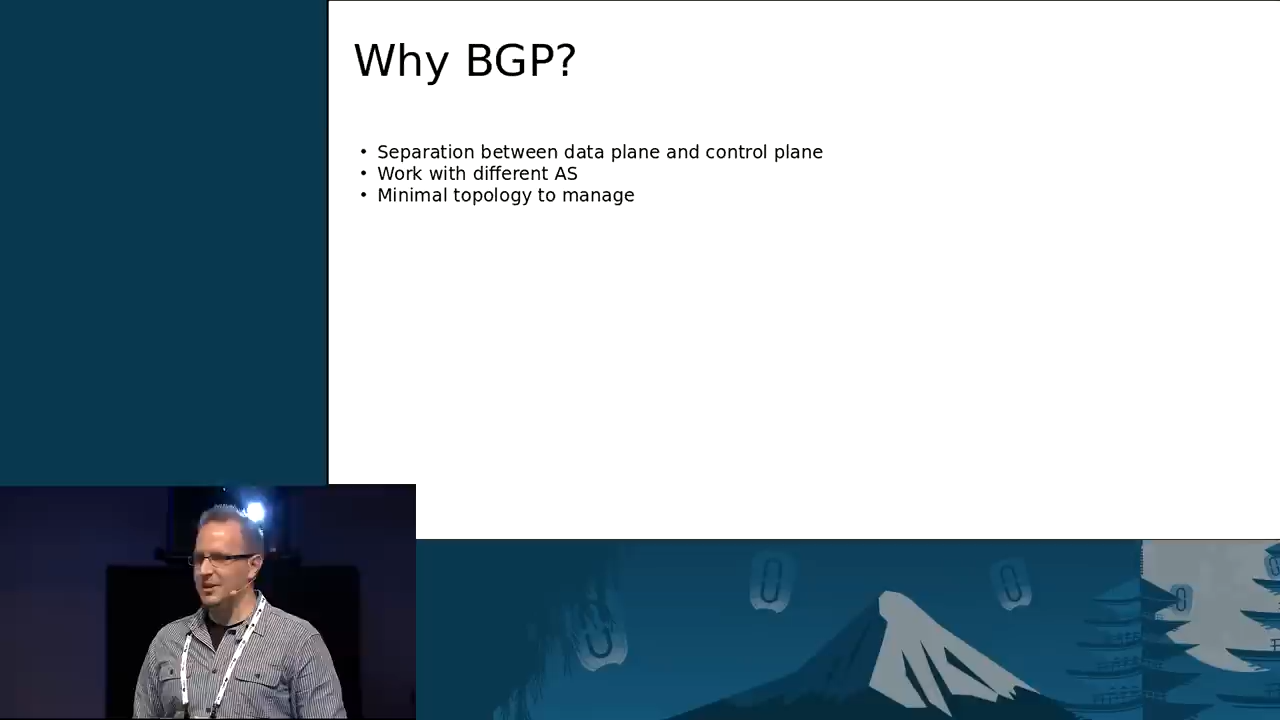 Why BGP?
• Separation between data plane and control plane
• Work with different AS
• Minimal topology to manage